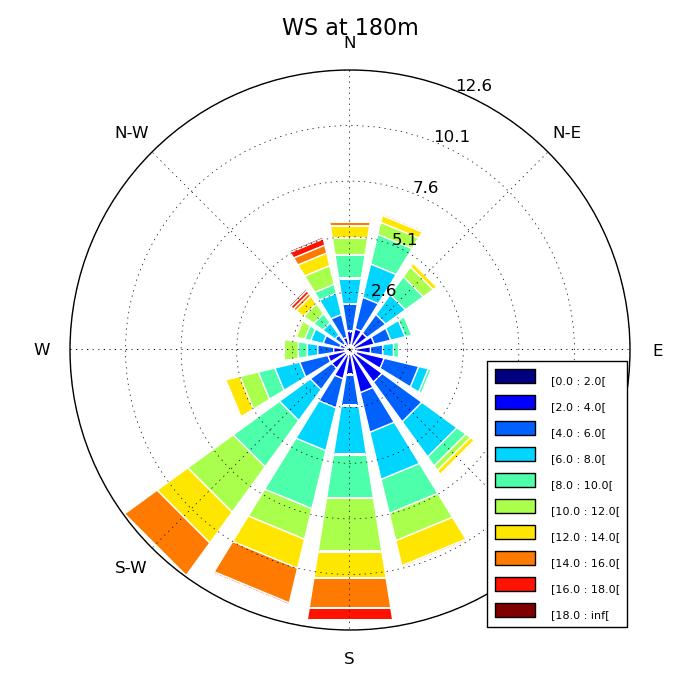 WS at 180m
N
12.6
N-W
N-E
10.1
7.6
5.1
2.6
W
E
[0.0 : 2.0[
[2.0 : 4.0[
[4.0 : 6.0[
[6.0 : 8.0[
[8.0 : 10.0[
[10.0 : 12.0[
[12.0 : 14.0[
[14.0 : 16.0[
[16.0 : 18.0[
[18.0 : inf[
S-W
S